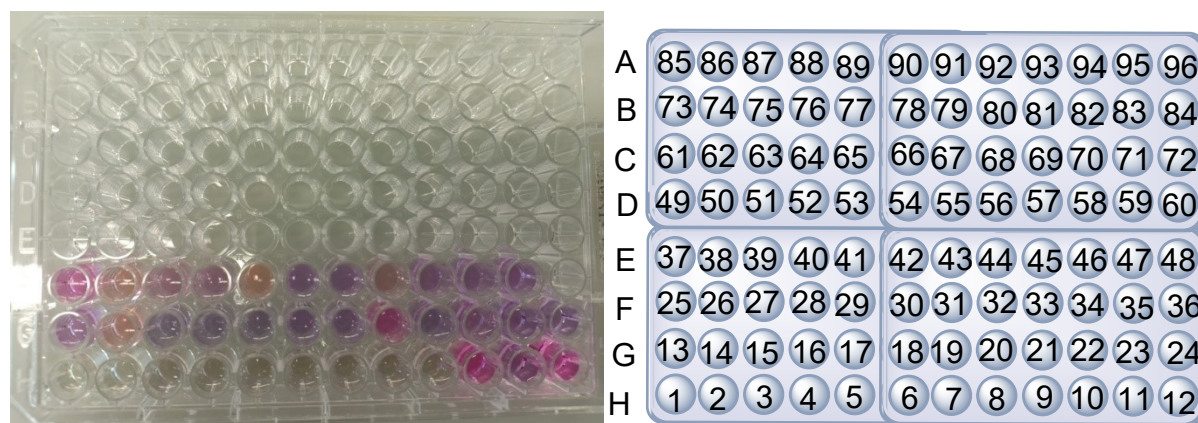 A 85 86 87 88 89 90 91 92 93 94 95 96
B 73 74 75 76 77 78 79 80 81 82 83 84
C 61 62 63 64 65 66 67 68 69 70 71 72
D 49 50 51 52 53 54 55 56 57 58 59 60
E 37 38 39 40 41 42 43 44 45 46 47 48
F 25 26 27 28 29 30 31 32 33 34 35 36
G 13 14 15 16 17 18 19 20 21 22 23 24
H 1 2 3 4 5 6 7 8 9 10 11 12
C
D
E
H